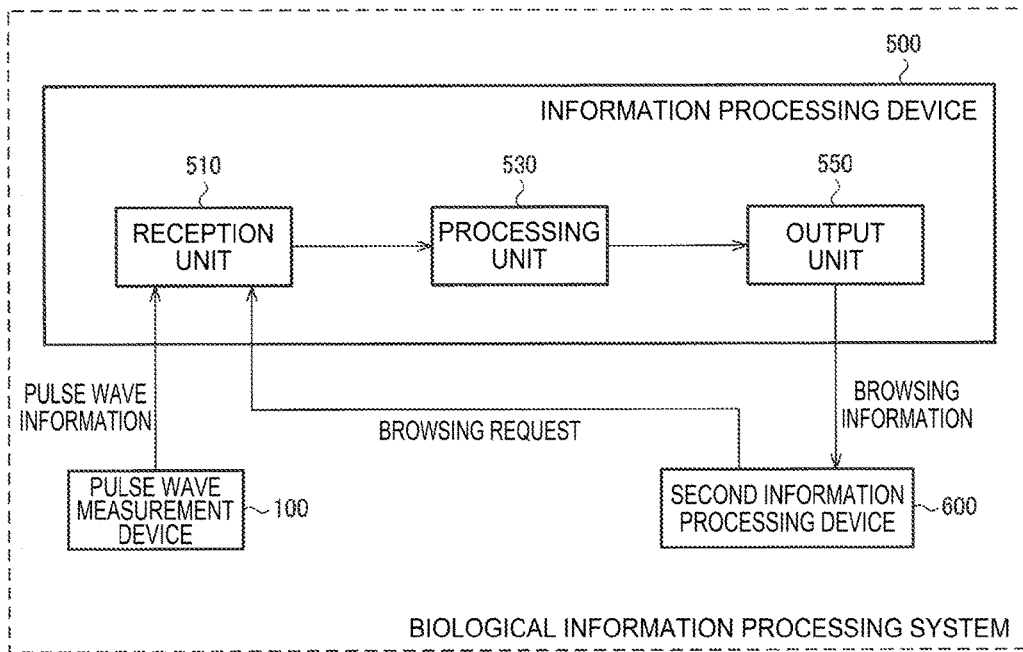 500
INFORMATION PROCESSING DEVICE
510
530
550
RECEPTION
UNIT
PROCESSING
UNIT
OUTPUT
UNIT
PULSE WAVE
INFORMATION
BROWSING REQUEST
BROWSING
INFORMATION
PULSE WAVE
MEASUREMENT
DEVICE
100
SECOND INFORMATION
PROCESSING DEVICE
600
BIOLOGICAL INFORMATION PROCESSING SYSTEM